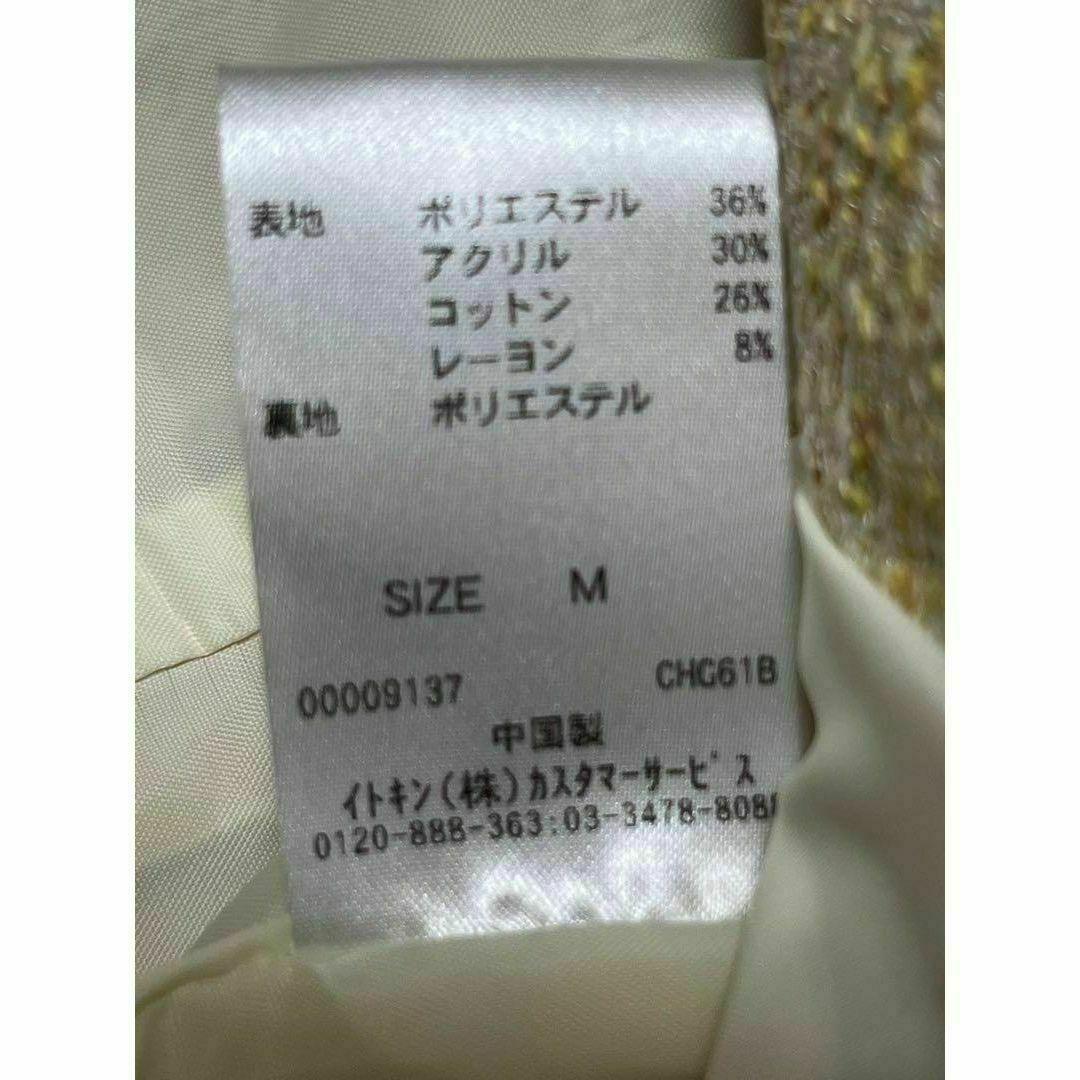 表地 ポリエステル 36%
アクリル 30%
コットン 26%
レーヨン 8%
裏地 ポリエステル
SIZE M
00009137 CHG61B
中国製
イトキン(株)カスタマーサービス
0120-888-363:03-3478-808